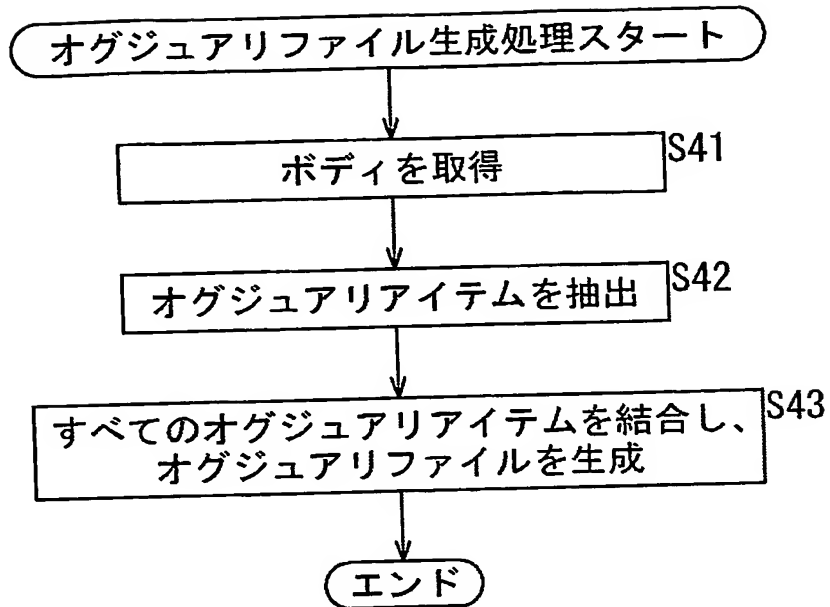 オグジュアリファイル生成処理スタート
ボディを取得
S41
オグジュアリアイテムを抽出
S42
すべてのオグジュアリアイテムを結合し、
オグジュアリファイルを生成
S43
エンド